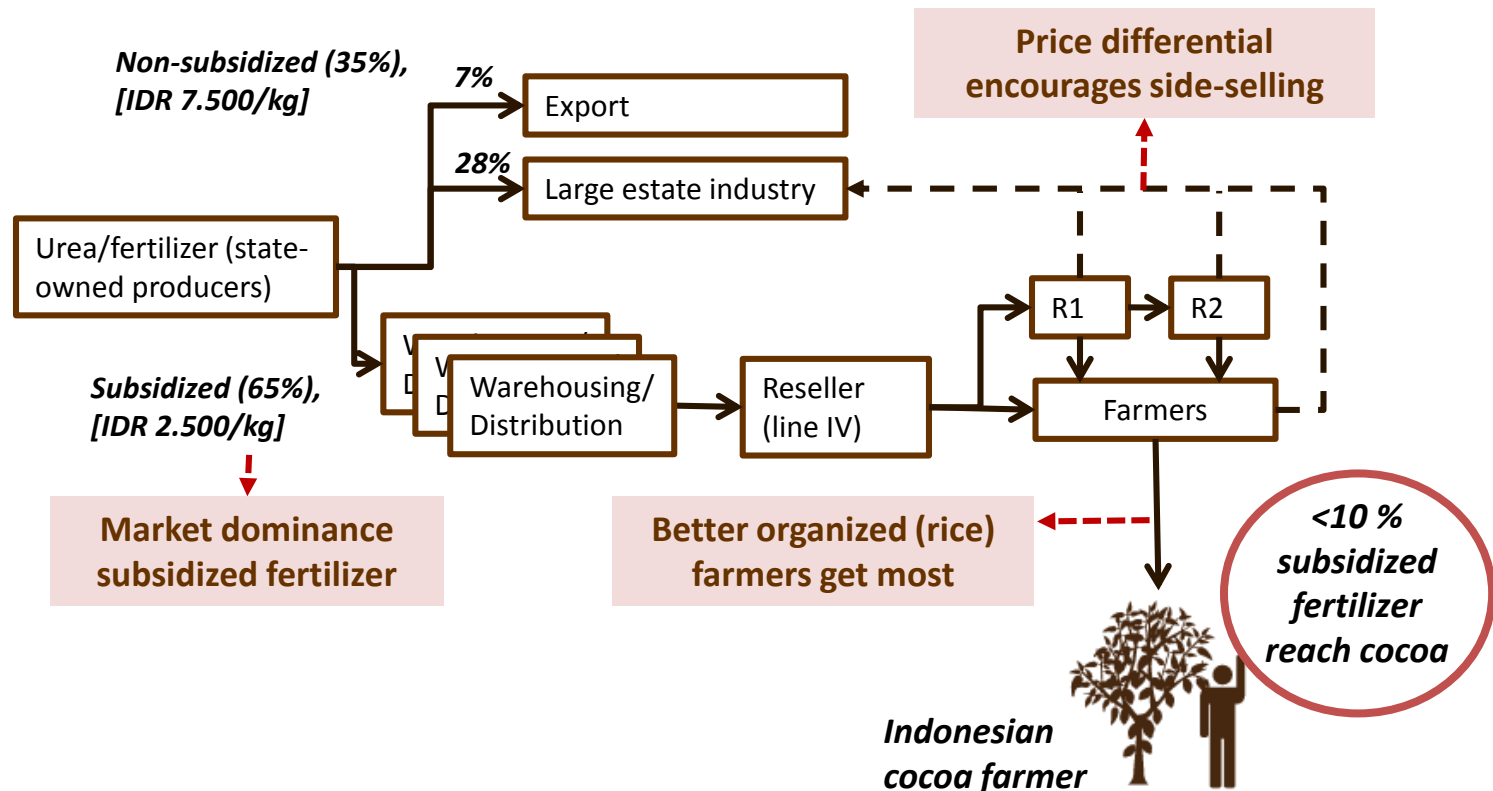 Non-subsidized (35%),
[IDR 7.500/kg]
7%
Export
28%
Large estate industry
Price differential
encourages side-selling
Urea/fertilizer (state-
owned producers)
R1
R2
W
D
W
D
Warehousing/
Distribution
Reseller
(line IV)
Farmers
Subsidized (65%),
[IDR 2.500/kg]
Market dominance
subsidized fertilizer
Better organized (rice)
farmers get most
<10 %
subsidized
fertilizer
reach cocoa
Indonesian
cocoa farmer